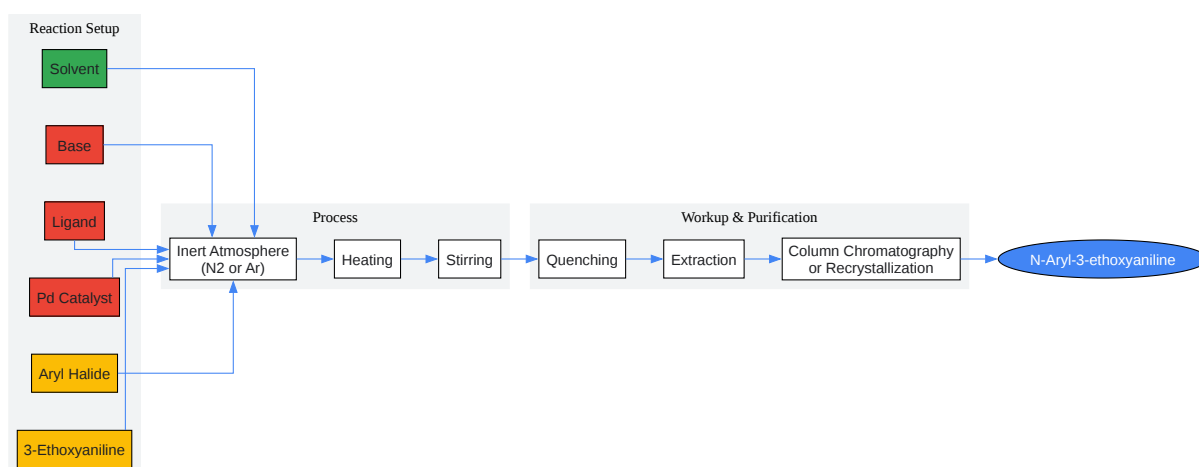 Reaction Setup
Solvent
Base
Ligand
Pd Catalyst
Aryl Halide
3-Ethoxyaniline
Process
Inert Atmosphere
(N2 or Ar)
Heating
Stirring
Workup & Purification
Quenching
Extraction
Column Chromatography
or Recrystallization
N-Aryl-3-ethoxyaniline